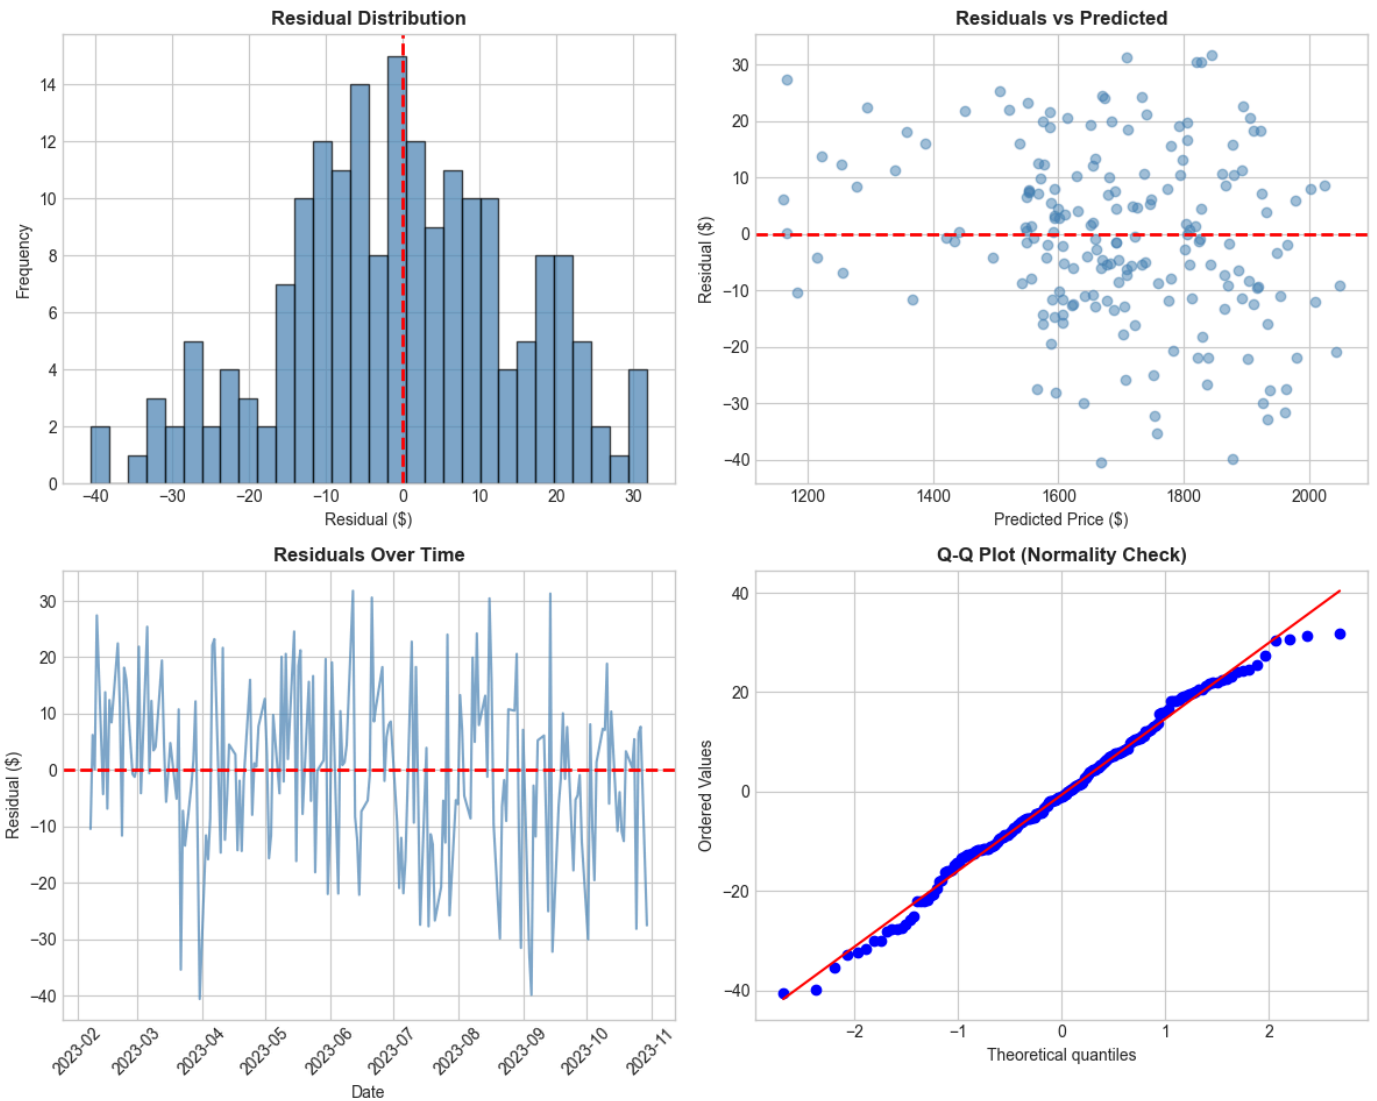 Residual Distribution
Frequency
14
12
10
8
6
4
2
0
−40 −30 −20 −10 0 10 20 30
Residual ($)
Residuals vs Predicted
Residual ($)
30
20
10
0
−10
−20
−30
−40
1200 1400 1600 1800 2000
Predicted Price ($)
Residuals Over Time
Residual ($)
30
20
10
0
−10
−20
−30
−40
2023-02 2023-03 2023-04 2023-05 2023-06 2023-07 2023-08 2023-09 2023-10 2023-11
Date
Q-Q Plot (Normality Check)
Ordered Values
40
20
0
−20
−40
−2 −1 0 1 2
Theoretical quantiles